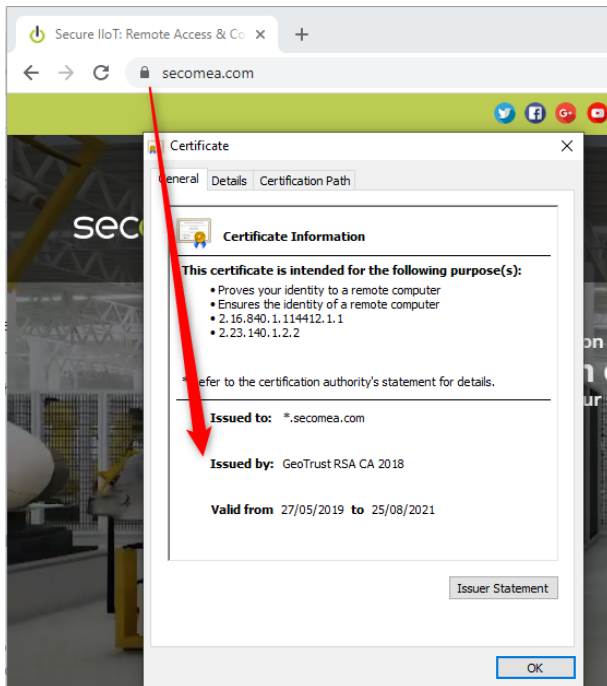 Secure IIoT: Remote Access & Co
secomea.com
Certificate
General Details Certification Path
sec
Certificate Information
This certificate is intended for the following purpose(s):
• Proves your identity to a remote computer
• Ensures the identity of a remote computer
• 2.16.840.1.114412.1.1
• 2.23.140.1.2.2
* Refer to the certification authority's statement for details.
on
Issued to: *.secomea.com
Issued by: GeoTrust RSA CA 2018
Valid from 27/05/2019 to 25/08/2021
Issuer Statement
OK